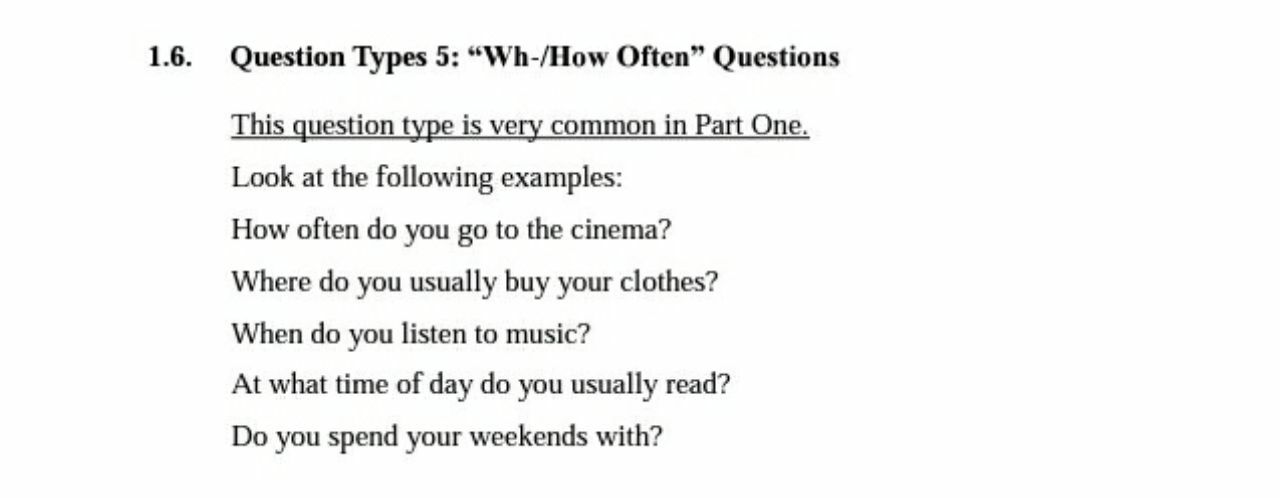 1.6. Question Types 5: “Wh-/How Often” Questions
This question type is very common in Part One.
Look at the following examples:
How often do you go to the cinema?
Where do you usually buy your clothes?
When do you listen to music?
At what time of day do you usually read?
Do you spend your weekends with?